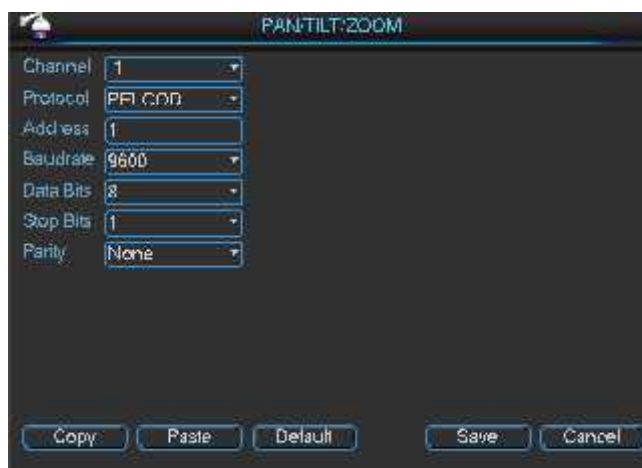 PAN/TILT/ZOOM
Channel 1
Protocol PELCOD
Address 1
Baudrate 9600
Data Bits 8
Stop Bits 1
Parity None
Copy Paste Default Save Cancel